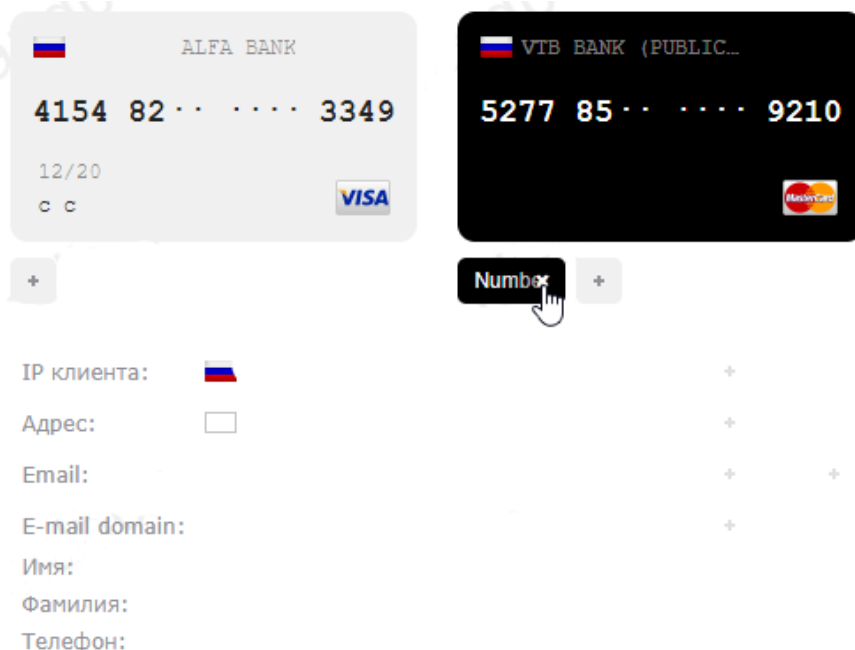 ALFA BANK
4154 82·· ···· 3349
12/20
c c
VISA
VTB BANK (PUBLIC…
5277 85·· ···· 9210
MasterCard
+
Number × +
IP клиента: +
Адрес: +
Email: + +
E-mail domain: +
Имя:
Фамилия:
Телефон: